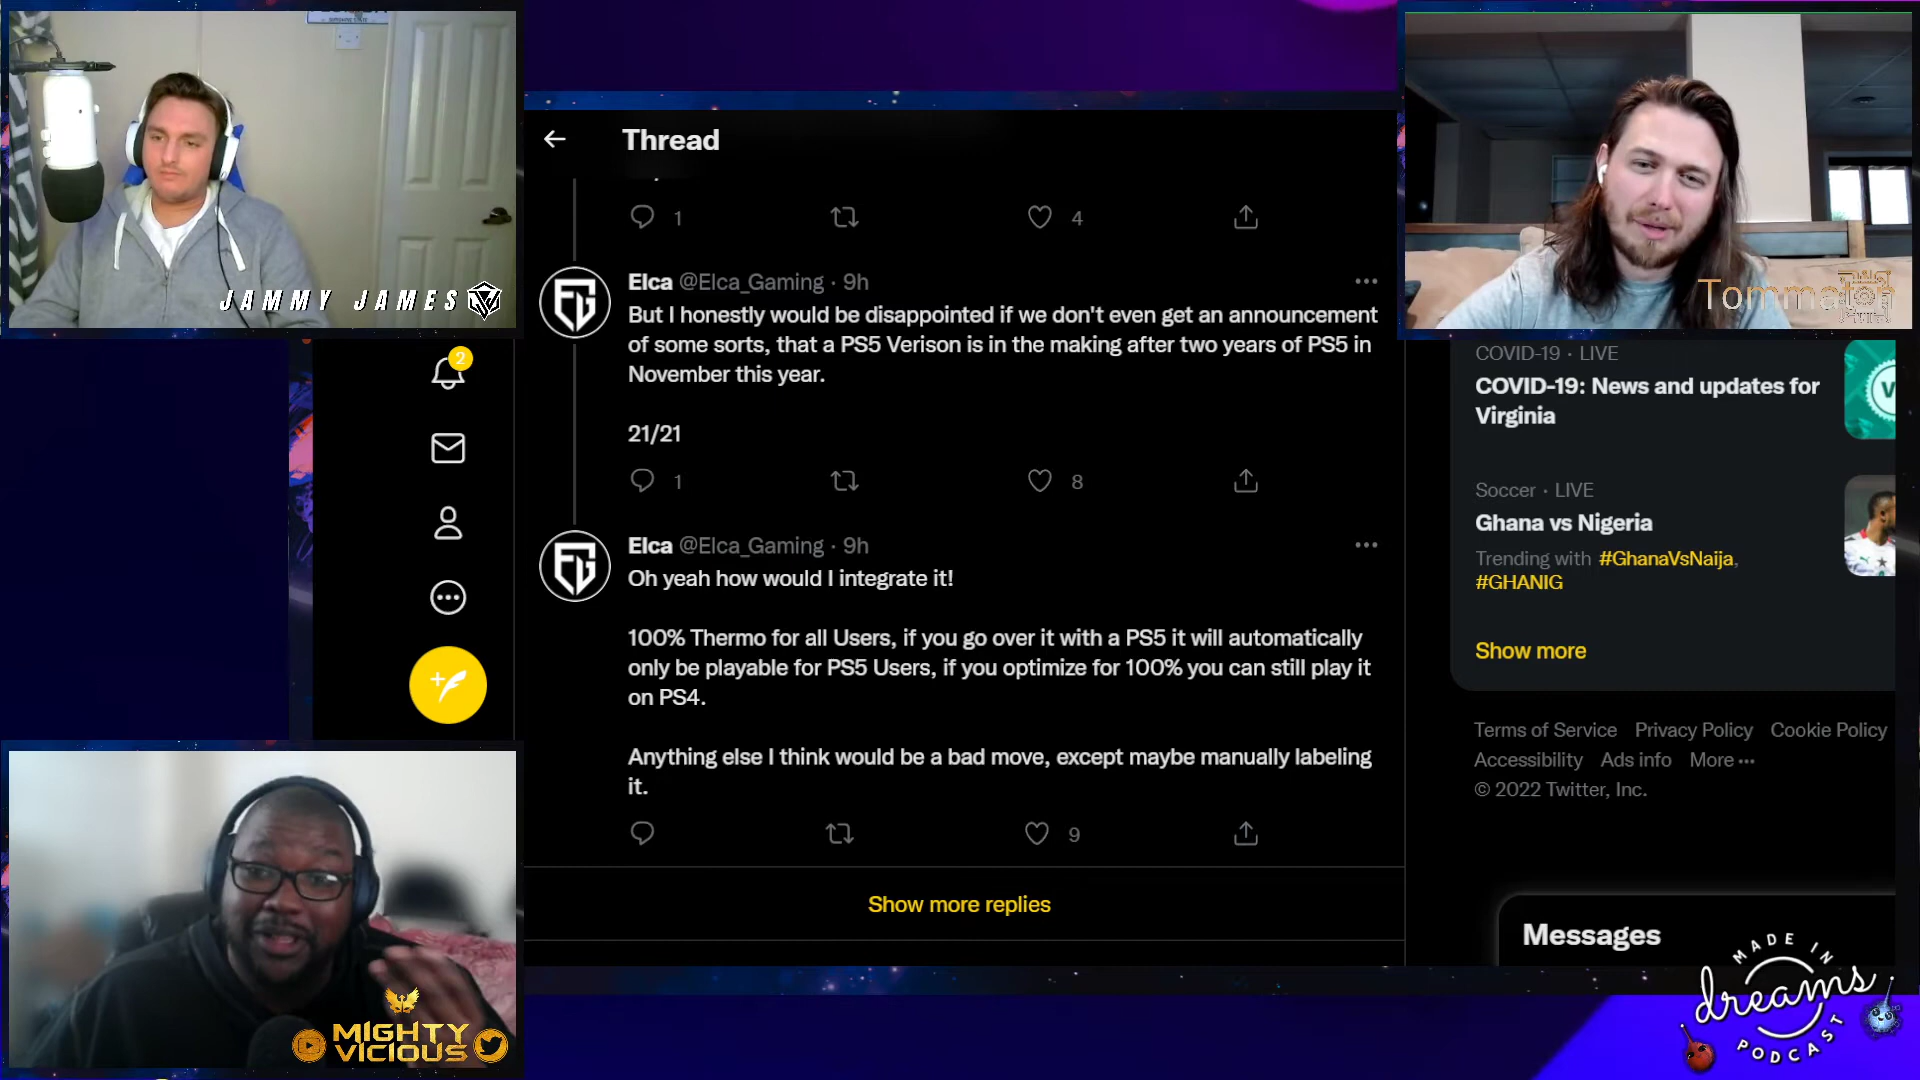 JAMMY JAMES
Thread
1
4
Elca @Elca_Gaming · 9h
But I honestly would be disappointed if we don't even get an announcement
of some sorts, that a PS5 Verison is in the making after two years of PS5 in
November this year.
21/21
1
8
Elca @Elca_Gaming · 9h
Oh yeah how would I integrate it!
100% Thermo for all Users, if you go over it with a PS5 it will automatically
only be playable for PS5 Users, if you optimize for 100% you can still play it
on PS4.
Anything else I think would be a bad move, except maybe manually labeling
it.
9
Show more replies
2
COVID-19 · LIVE
COVID-19: News and updates for
Virginia
Soccer · LIVE
Ghana vs Nigeria
Trending with #GhanaVsNaija,
#GHANIG
Show more
Terms of Service Privacy Policy Cookie Policy
Accessibility Ads info More
© 2022 Twitter, Inc.
Messages
MIGHTY
VICIOUS
MADE IN
dreams
PODCAST